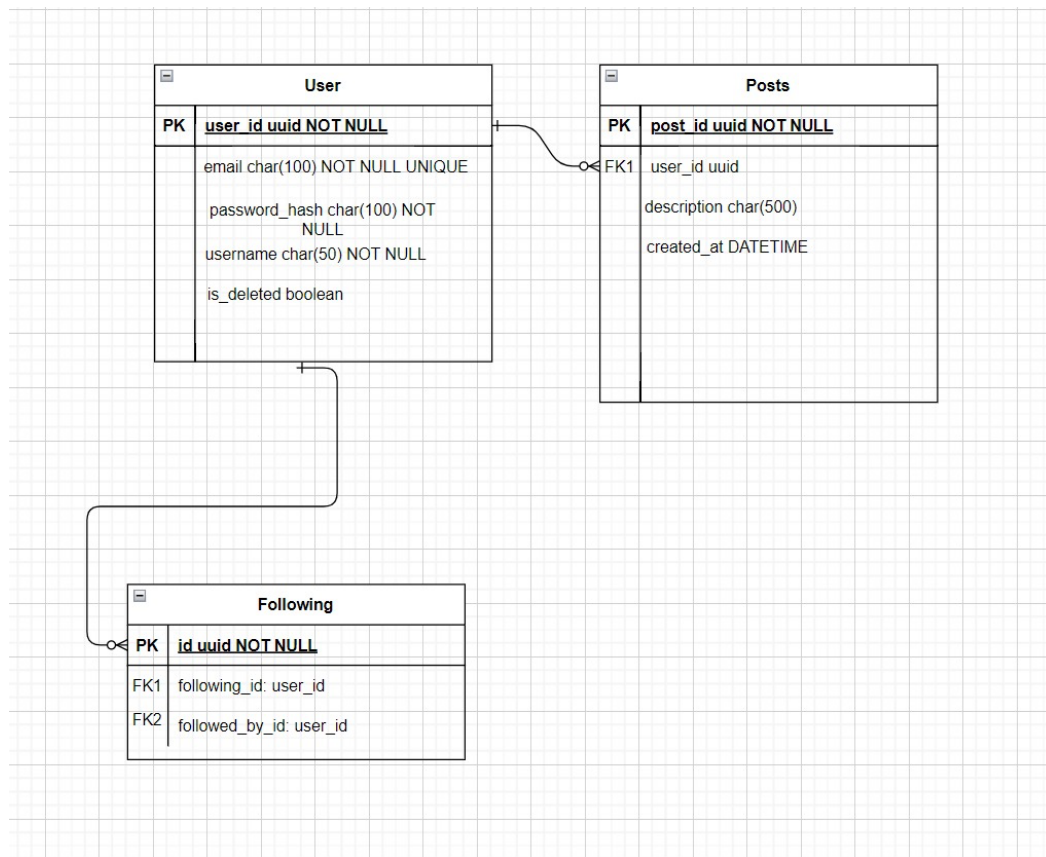 User
PK user_id uuid NOT NULL
email char(100) NOT NULL UNIQUE
password_hash char(100) NOT
NULL
username char(50) NOT NULL
is_deleted boolean
Posts
PK post_id uuid NOT NULL
FK1 user_id uuid
description char(500)
created_at DATETIME
Following
PK id uuid NOT NULL
FK1 following_id: user_id
FK2 followed_by_id: user_id